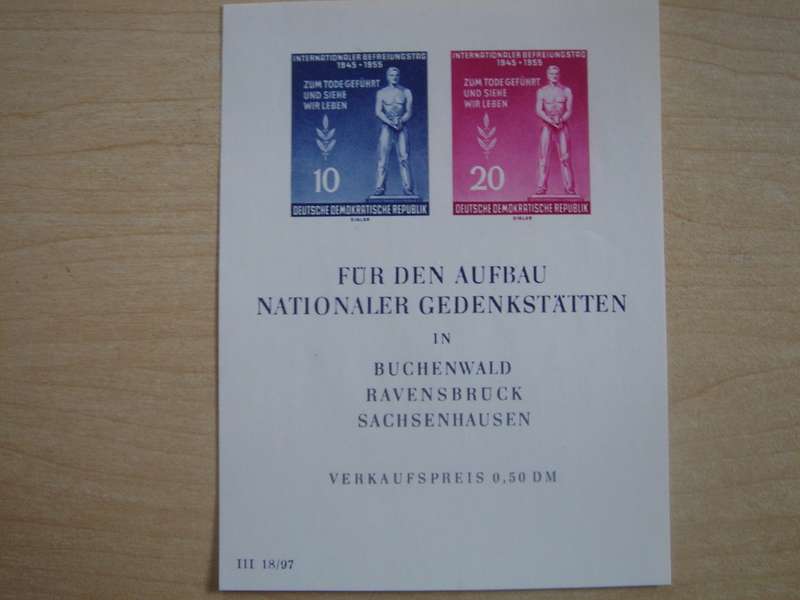 INTERNATIONALER BEFREIUNGSTAG
1945 • 1955
ZUM TODE GEFÜHRT
UND SIEHE
WIR LEBEN
10
DEUTSCHE DEMOKRATISCHE REPUBLIK
SIGLER
INTERNATIONALER BEFREIUNGSTAG
1945 • 1955
ZUM TODE GEFÜHRT
UND SIEHE
WIR LEBEN
20
DEUTSCHE DEMOKRATISCHE REPUBLIK
SIGLER
FÜR DEN AUFBAU
NATIONALER GEDENKSTÄTTEN
IN
BUCHENWALD
RAVENSBRÜCK
SACHSENHAUSEN
VERKAUFSPREIS 0,50 DM
III 18/97